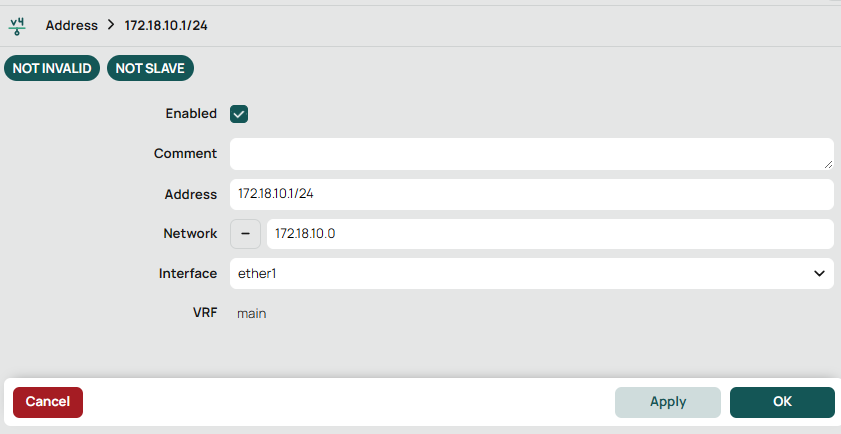 v4 Address > 172.18.10.1/24
NOT INVALID NOT SLAVE
Enabled
Comment
Address 172.18.10.1/24
Network − 172.18.10.0
Interface ether1
VRF main
Cancel Apply OK